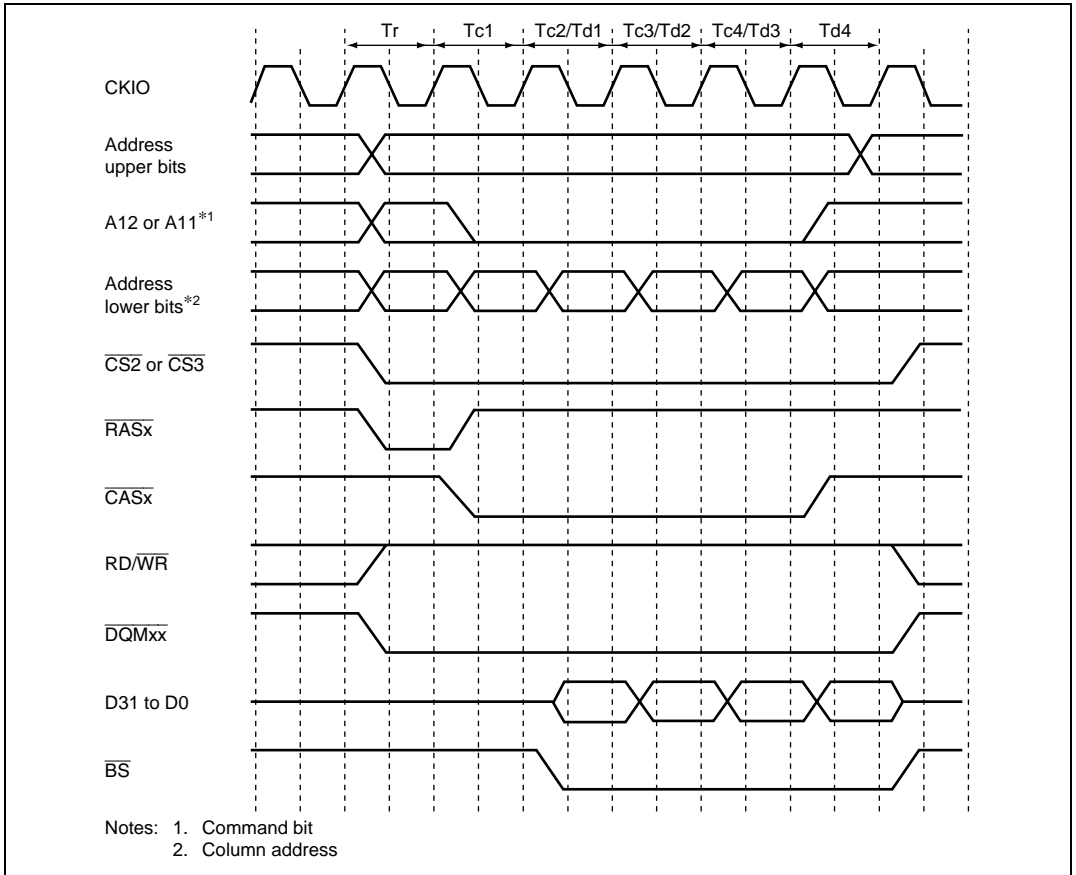 Tr Tc1 Tc2/Td1 Tc3/Td2 Tc4/Td3 Td4
CKIO
Address
upper bits
A12 or A11*1
Address
lower bits*2
CS2 or CS3
RASx
CASx
RD/WR
DQMxx
D31 to D0
BS
Notes: 1. Command bit
2. Column address